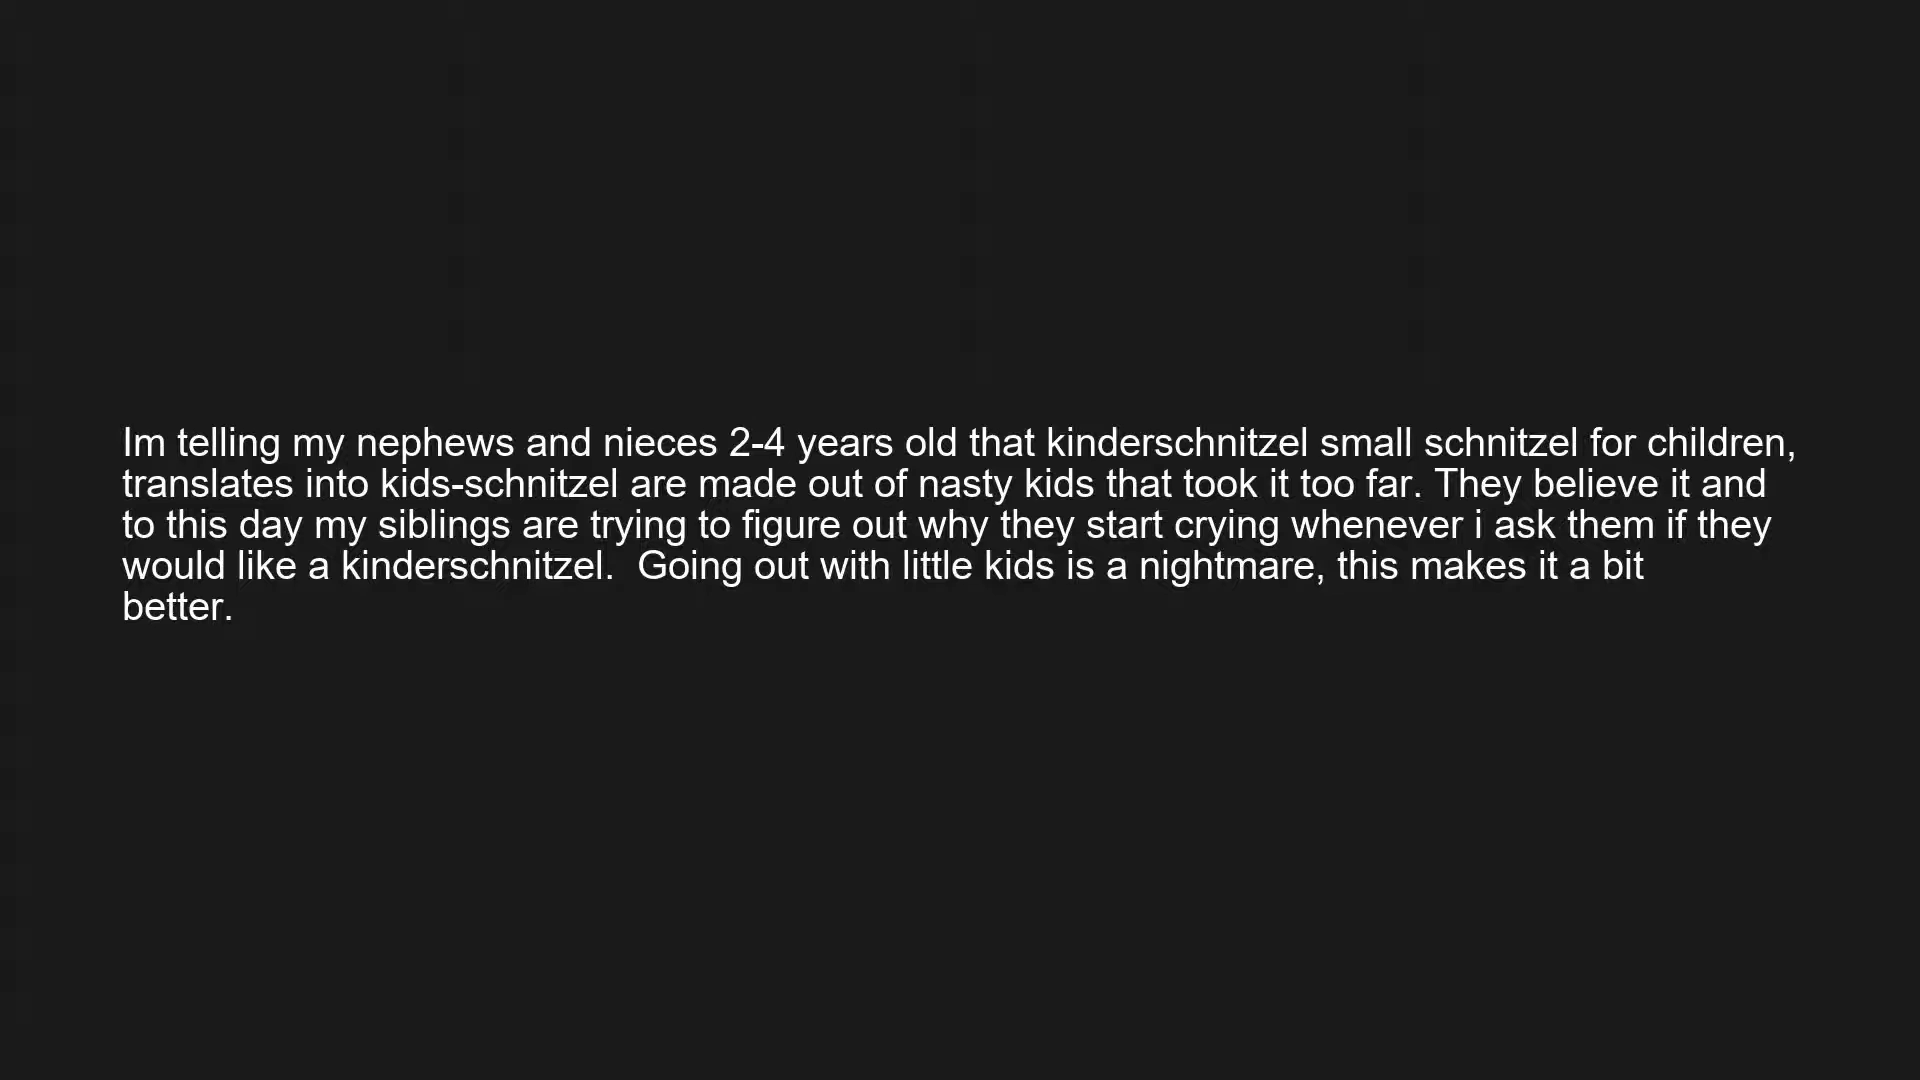 Im telling my nephews and nieces 2-4 years old that kinderschnitzel small schnitzel for children,
translates into kids-schnitzel are made out of nasty kids that took it too far. They believe it and
to this day my siblings are trying to figure out why they start crying whenever i ask them if they
would like a kinderschnitzel.  Going out with little kids is a nightmare, this makes it a bit
better.